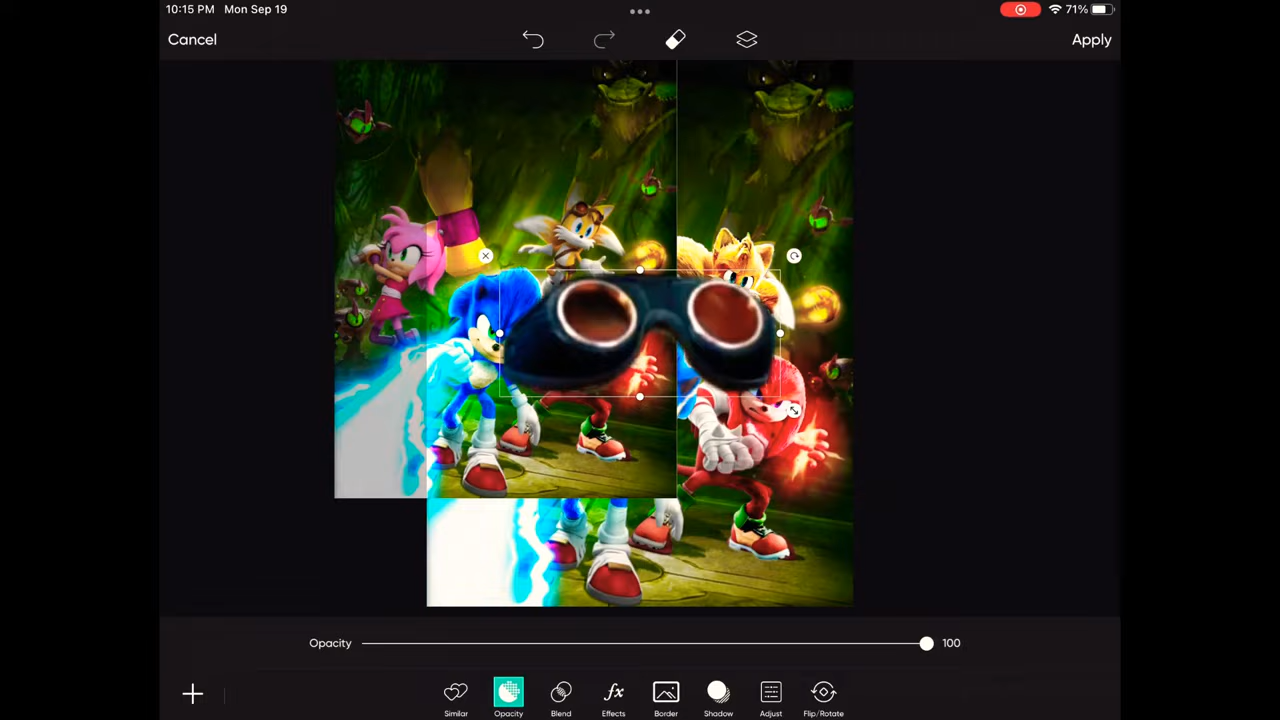 10:15 PM Mon Sep 19
71%
Cancel
Apply
Opacity 100
Similar
Opacity
Blend
fx
Effects
Border
Shadow
Adjust
Flip/Rotate